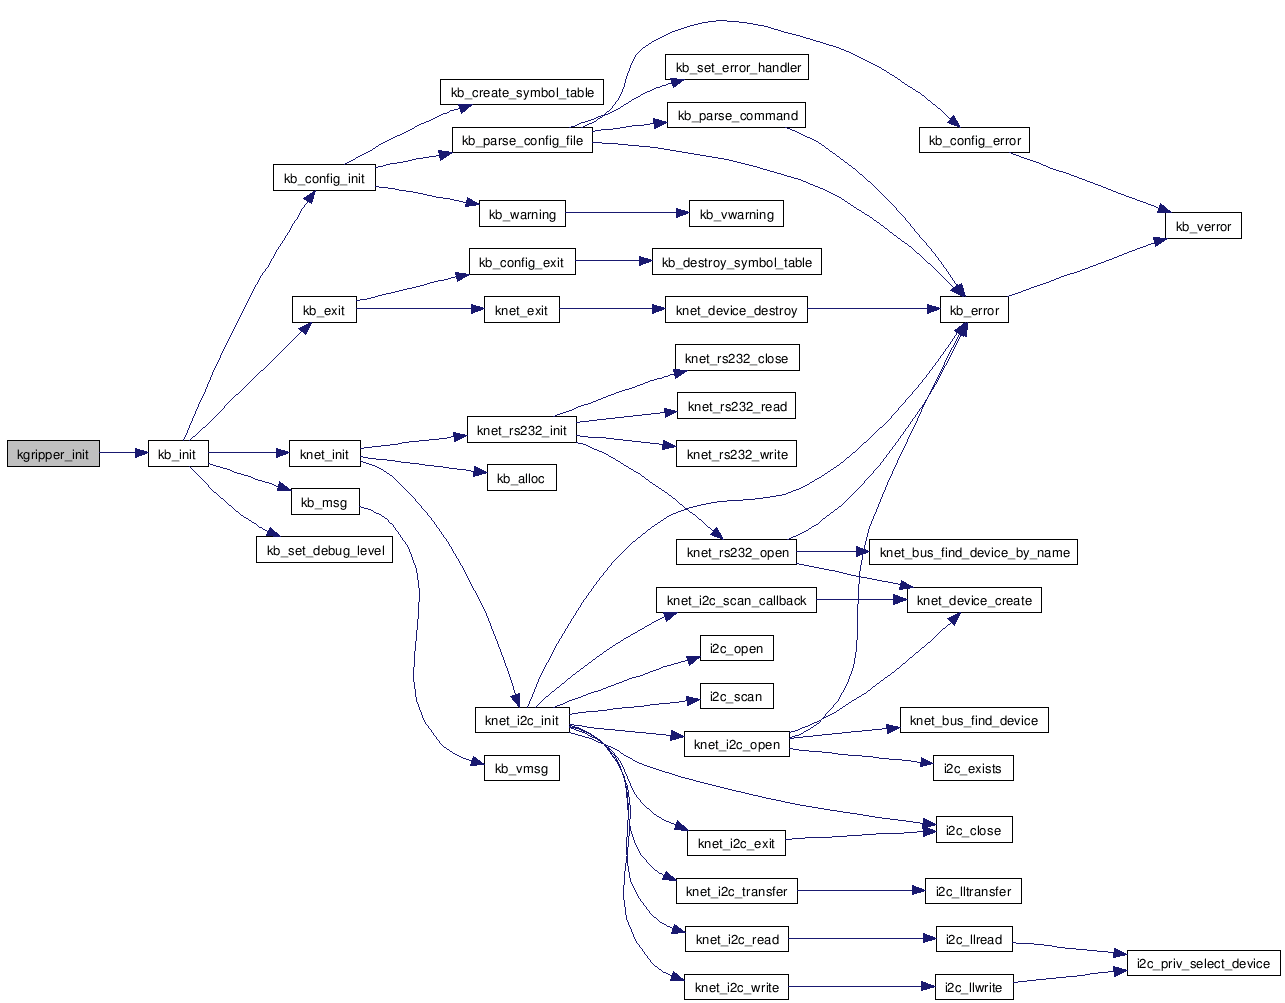 kb_set_error_handler
kb_create_symbol_table
kb_parse_command
kb_parse_config_file
kb_config_error
kb_config_init
kb_warning
kb_vwarning
kb_verror
kb_config_exit
kb_destroy_symbol_table
kb_exit
knet_exit
knet_device_destroy
kb_error
knet_rs232_close
knet_rs232_read
knet_rs232_init
kgripper_init
kb_init
knet_init
knet_rs232_write
kb_alloc
kb_msg
kb_set_debug_level
knet_rs232_open
knet_bus_find_device_by_name
knet_i2c_scan_callback
knet_device_create
i2c_open
i2c_scan
knet_i2c_init
knet_bus_find_device
knet_i2c_open
kb_vmsg
i2c_exists
i2c_close
knet_i2c_exit
knet_i2c_transfer
i2c_lltransfer
knet_i2c_read
i2c_llread
i2c_priv_select_device
knet_i2c_write
i2c_llwrite